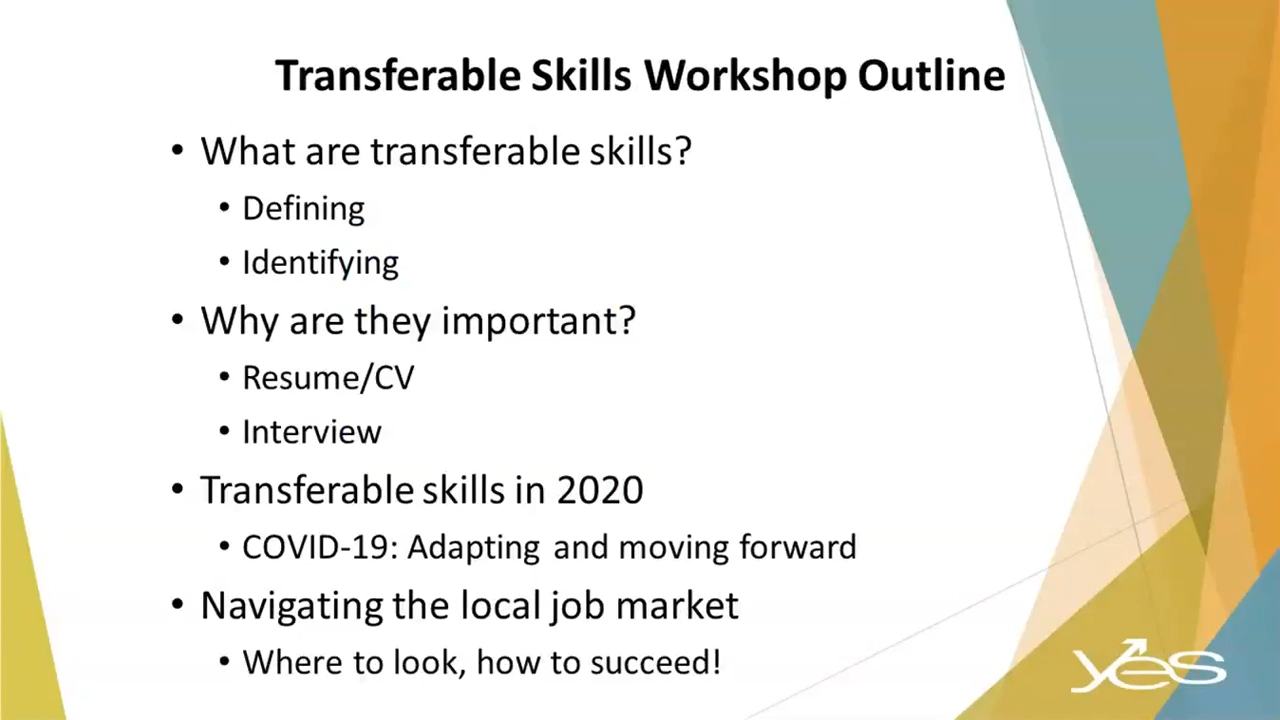 Transferable Skills Workshop Outline
• What are transferable skills?
• Defining
• Identifying
• Why are they important?
• Resume/CV
• Interview
• Transferable skills in 2020
• COVID-19: Adapting and moving forward
• Navigating the local job market
• Where to look, how to succeed!
yes